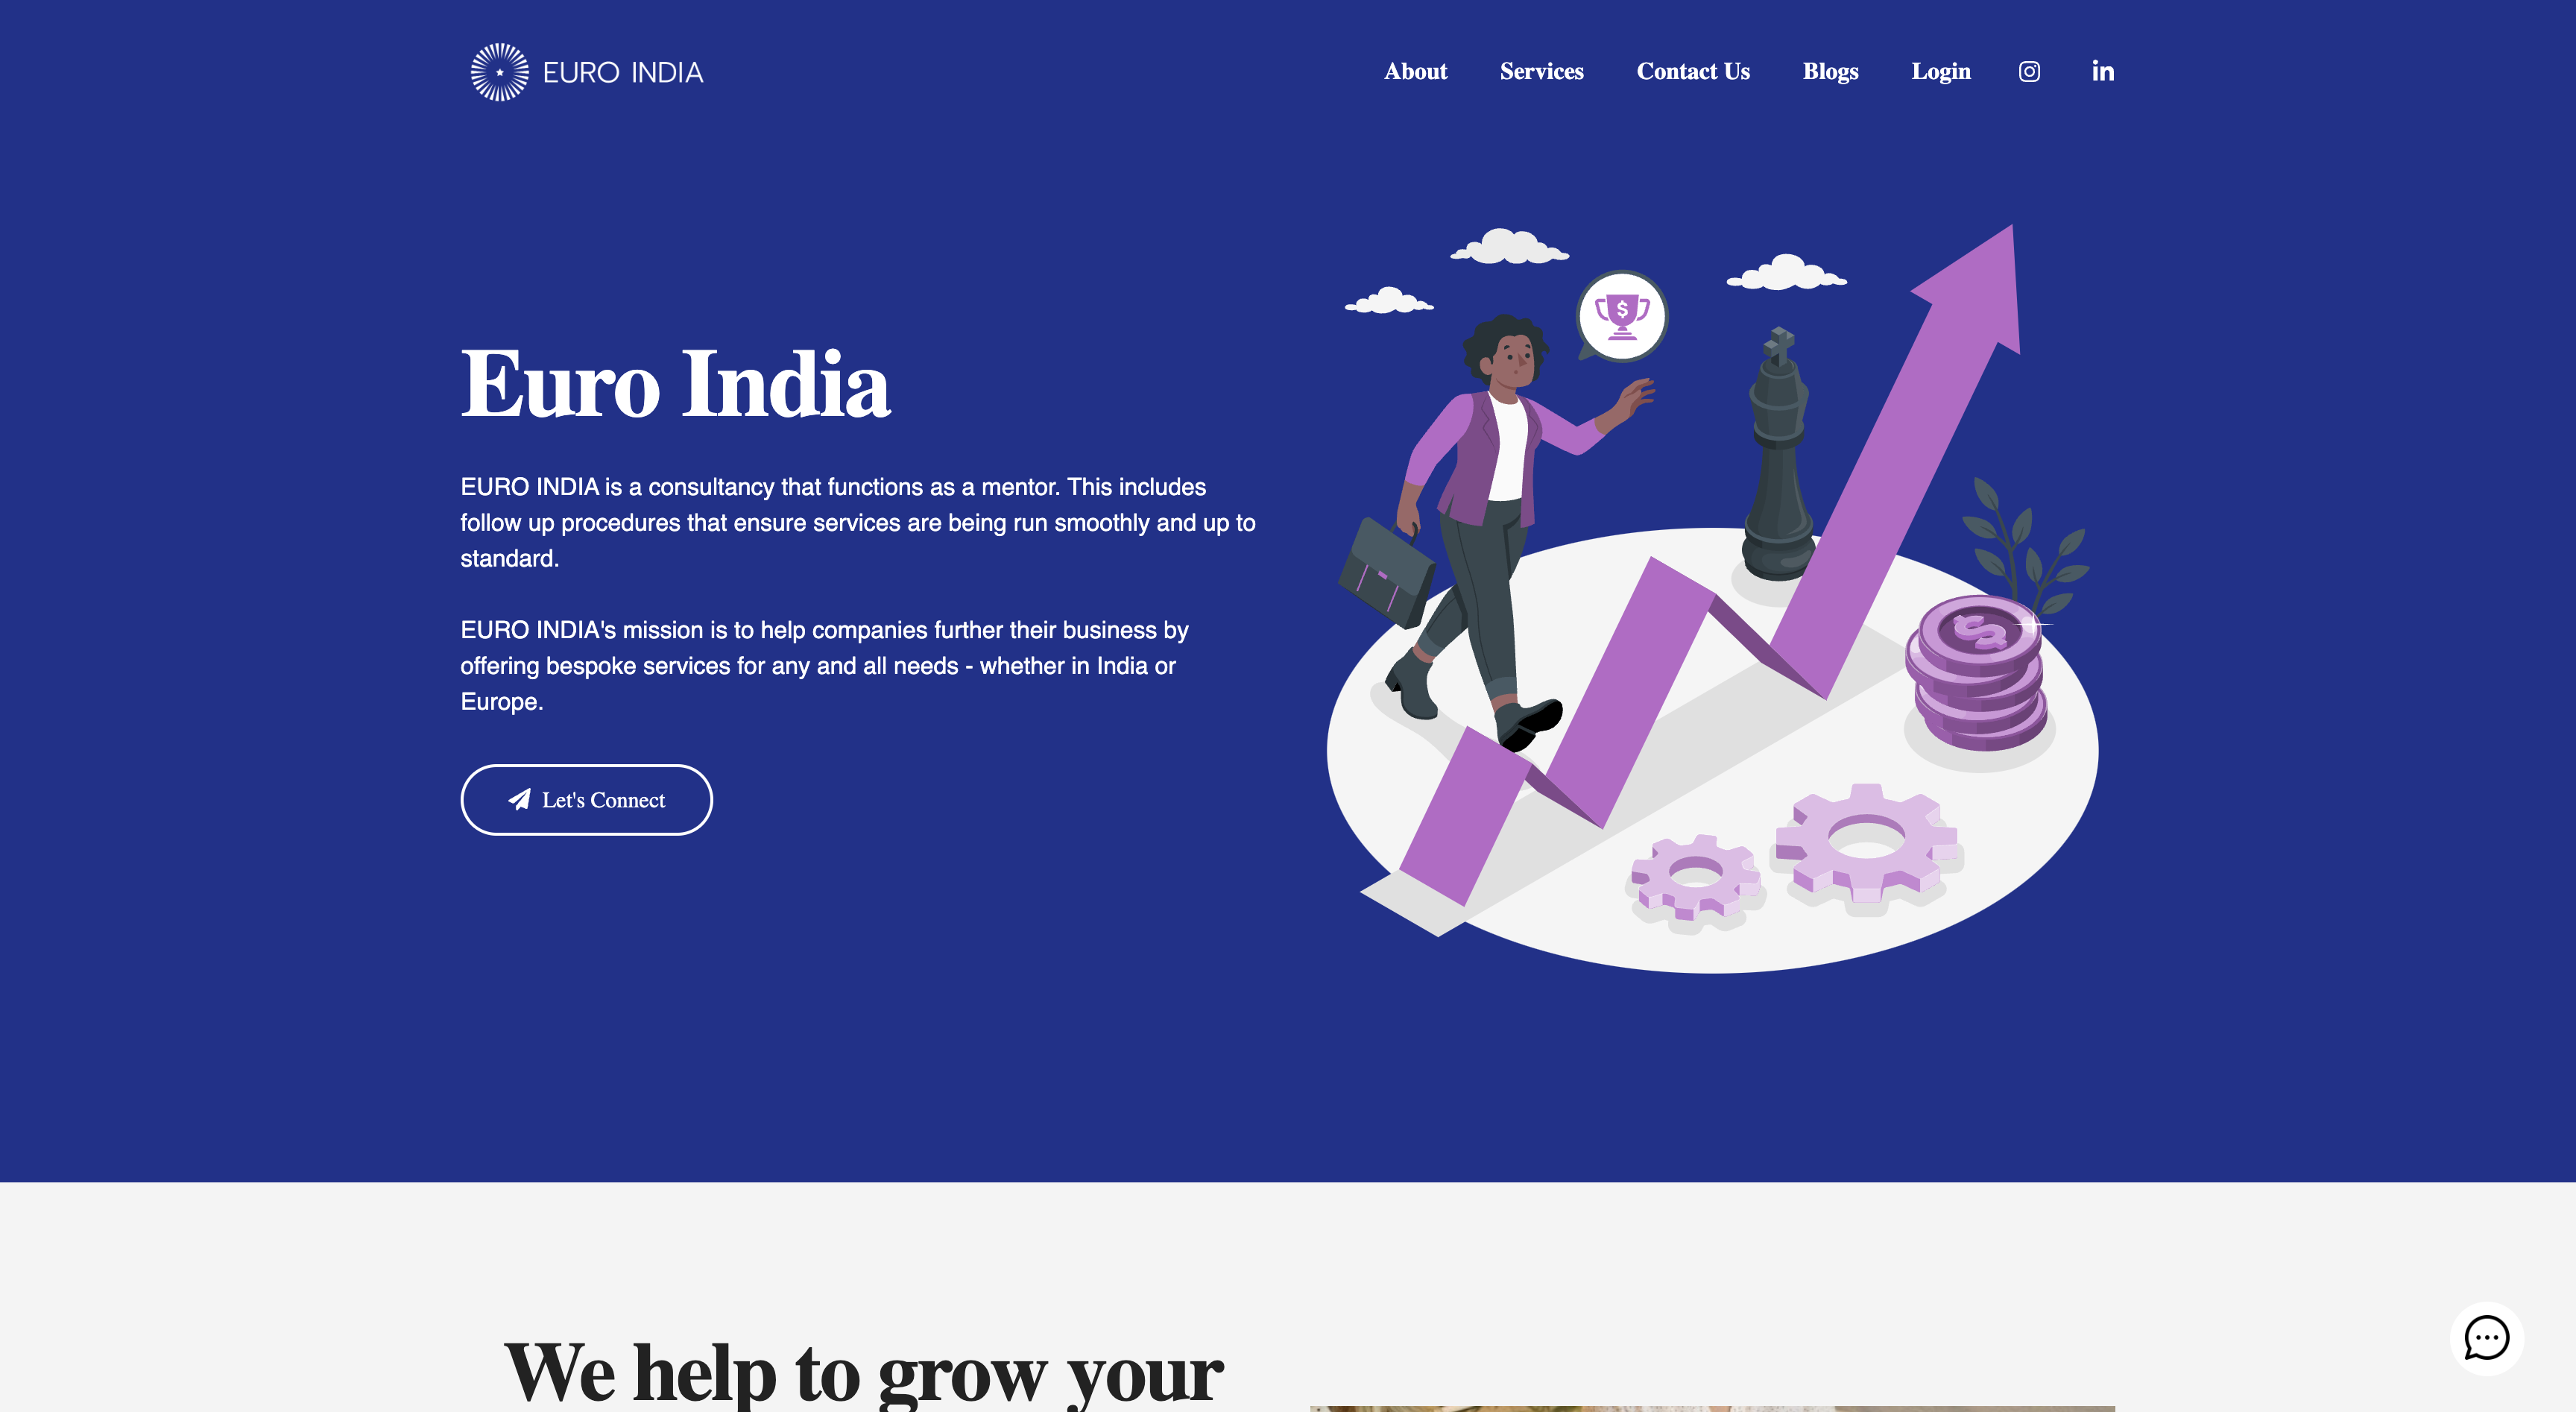 EURO INDIA
About Services Contact Us Blogs Login
Euro India
EURO INDIA is a consultancy that functions as a mentor. This includes
follow up procedures that ensure services are being run smoothly and up to
standard.
EURO INDIA's mission is to help companies further their business by
offering bespoke services for any and all needs - whether in India or
Europe.
Let's Connect
$
$
We help to grow your